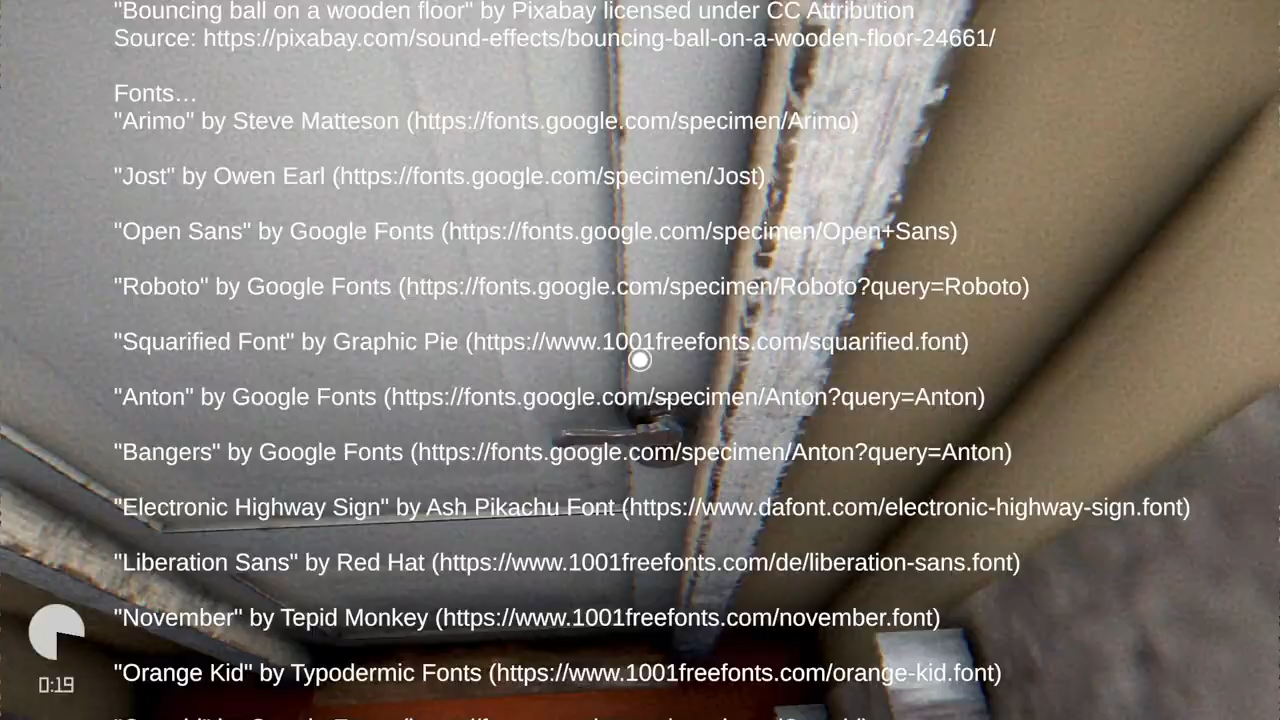 "Bouncing ball on a wooden floor" by Pixabay licensed under CC Attribution
Source: https://pixabay.com/sound-effects/bouncing-ball-on-a-wooden-floor-24661/
Fonts...
"Arimo" by Steve Matteson (https://fonts.google.com/specimen/Arimo)
"Jost" by Owen Earl (https://fonts.google.com/specimen/Jost)
"Open Sans" by Google Fonts (https://fonts.google.com/specimen/Open+Sans)
"Roboto" by Google Fonts (https://fonts.google.com/specimen/Roboto?query=Roboto)
"Squarified Font" by Graphic Pie (https://www.1001freefonts.com/squarified.font)
"Anton" by Google Fonts (https://fonts.google.com/specimen/Anton?query=Anton)
"Bangers" by Google Fonts (https://fonts.google.com/specimen/Anton?query=Anton)
"Electronic Highway Sign" by Ash Pikachu Font (https://www.dafont.com/electronic-highway-sign.font)
"Liberation Sans" by Red Hat (https://www.1001freefonts.com/de/liberation-sans.font)
"November" by Tepid Monkey (https://www.1001freefonts.com/november.font)
"Orange Kid" by Typodermic Fonts (https://www.1001freefonts.com/orange-kid.font)
0:19